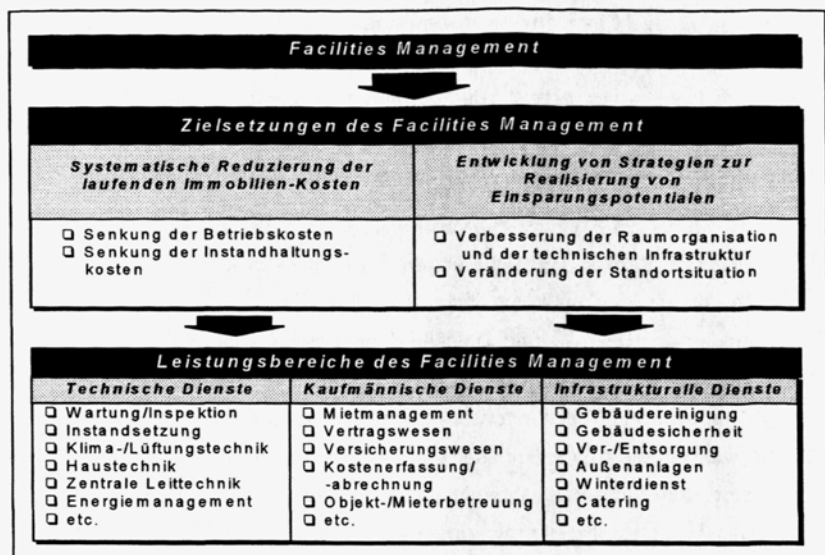 Facilities Management
Zielsetzungen des Facilities Management
Systematische Reduzierung der
laufenden Immobilien-Kosten
❑ Senkung der Betriebskosten
❑ Senkung der Instandhaltungs-
kosten
Entwicklung von Strategien zur
Realisierung von
Einsparungspotentialen
❑ Verbesserung der Raumorganisation
und der technischen Infrastruktur
❑ Veränderung der Standortsituation
Leistungsbereiche des Facilities Management
Technische Dienste
❑ Wartung/Inspektion
❑ Instandsetzung
❑ Klima-/Lüftungstechnik
❑ Haustechnik
❑ Zentrale Leittechnik
❑ Energiemanagement
❑ etc.
Kaufmännische Dienste
❑ Mietmanagement
❑ Vertragswesen
❑ Versicherungswesen
❑ Kostenerfassung/
-abrechnung
❑ Objekt-/Mieterbetreuung
❑ etc.
Infrastrukturelle Dienste
❑ Gebäudereinigung
❑ Gebäudesicherheit
❑ Ver-/Entsorgung
❑ Außenanlagen
❑ Winterdienst
❑ Catering
❑ etc.